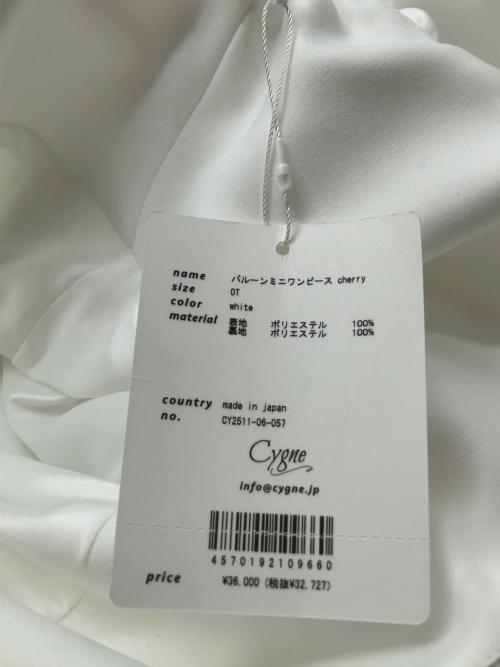 name バルーンミニワンピース cherry
size OT
color white
material 表地 ポリエステル 100%
裏地 ポリエステル 100%
country made in japan
no. CY2511-06-057
Cygne
info@cygne.jp
4570192109660
price ¥36,000 (税抜¥32,727)